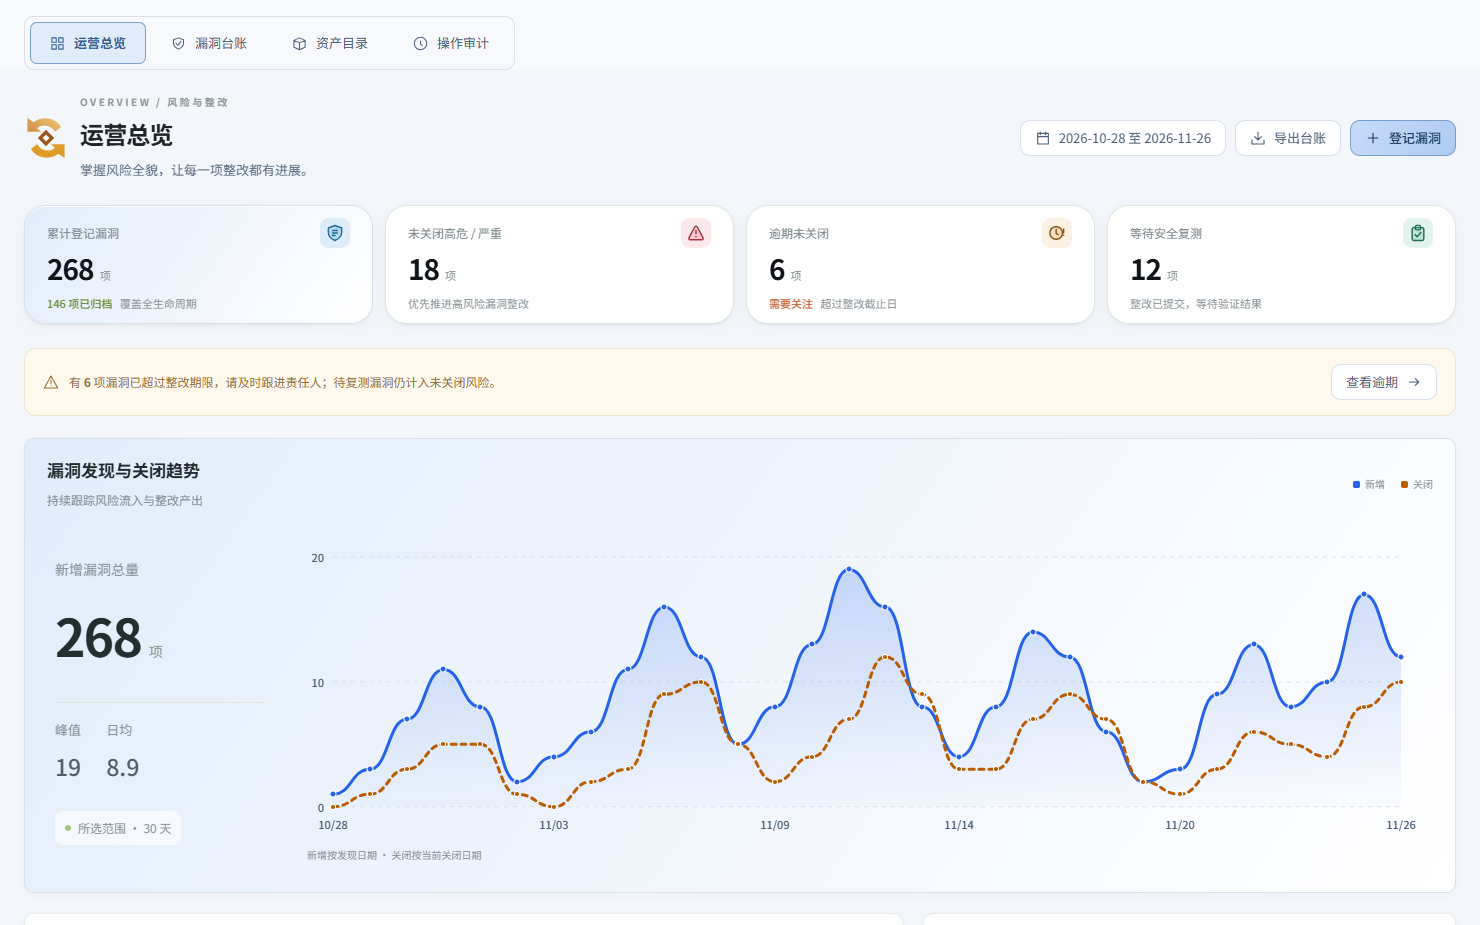 运营总览
漏洞台账
资产目录
操作审计
OVERVIEW / 风险与整改
运营总览
掌握风险全貌，让每一项整改都有进展。
2026-10-28 至 2026-11-26
导出台账
登记漏洞
累计登记漏洞
268 项
146 项已归档 覆盖全生命周期
未关闭高危 / 严重
18 项
优先推进高风险漏洞整改
逾期未关闭
6 项
需要关注 超过整改截止日
等待安全复测
12 项
整改已提交，等待验证结果
有 6 项漏洞已超过整改期限，请及时跟进责任人；待复测漏洞仍计入未关闭风险。
查看逾期
漏洞发现与关闭趋势
持续跟踪风险流入与整改产出
新增 关闭
新增漏洞总量
268 项
峰值 日均
19 8.9
所选范围 · 30 天
20
10
0
10/28 11/03 11/09 11/14 11/20 11/26
新增按发现日期 · 关闭按当前关闭日期